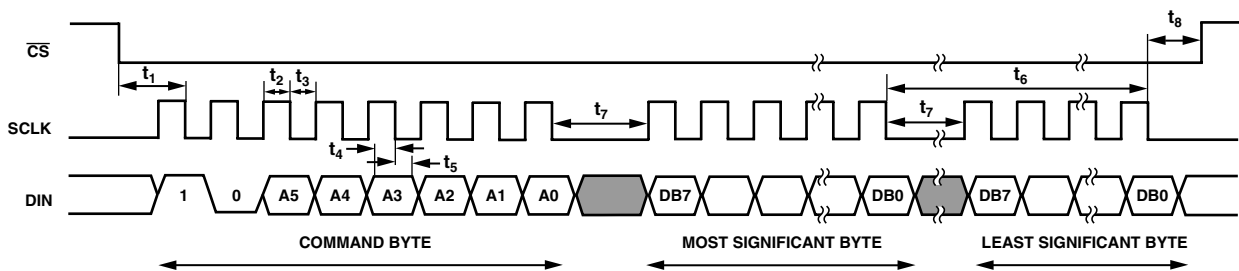 t8
CS
t1
t2 t3
t6
SCLK
t7
t7
t4
t5
DIN
1 0 A5 A4 A3 A2 A1 A0 DB7 DB0 DB7 DB0
COMMAND BYTE MOST SIGNIFICANT BYTE LEAST SIGNIFICANT BYTE